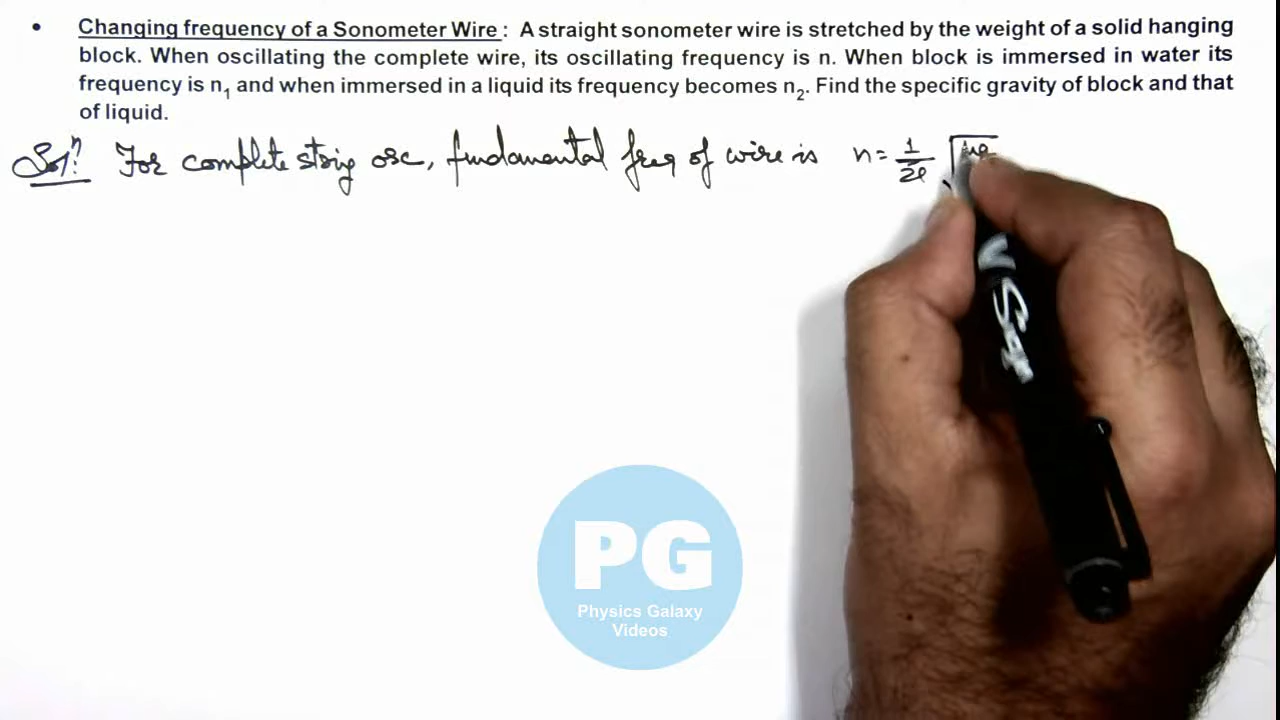 • Changing frequency of a Sonometer Wire : A straight sonometer wire is stretched by the weight of a solid hanging
block. When oscillating the complete wire, its oscillating frequency is n. When block is immersed in water its
frequency is n₁ and when immersed in a liquid its frequency becomes n₂. Find the specific gravity of block and that
of liquid.
Solⁿ: For complete string osc, fundamental freq of wire is n = 1/2l √
PG
Physics Galaxy
Videos